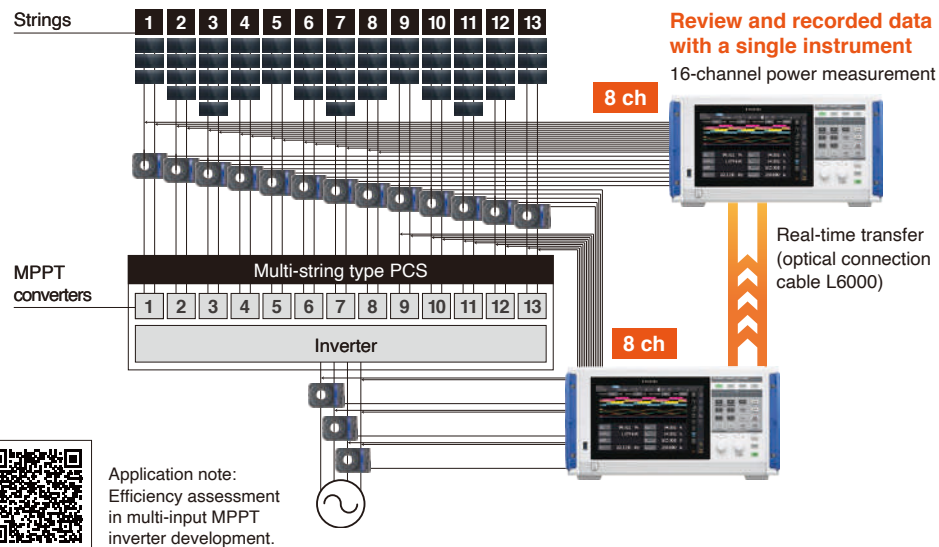 Strings
1 2 3 4 5 6 7 8 9 10 11 12 13
Review and recorded data
with a single instrument
16-channel power measurement
8 ch
Real-time transfer
(optical connection
cable L6000)
Multi-string type PCS
MPPT
converters
1 2 3 4 5 6 7 8 9 10 11 12 13
Inverter
8 ch
Application note:
Efficiency assessment
in multi-input MPPT
inverter development.